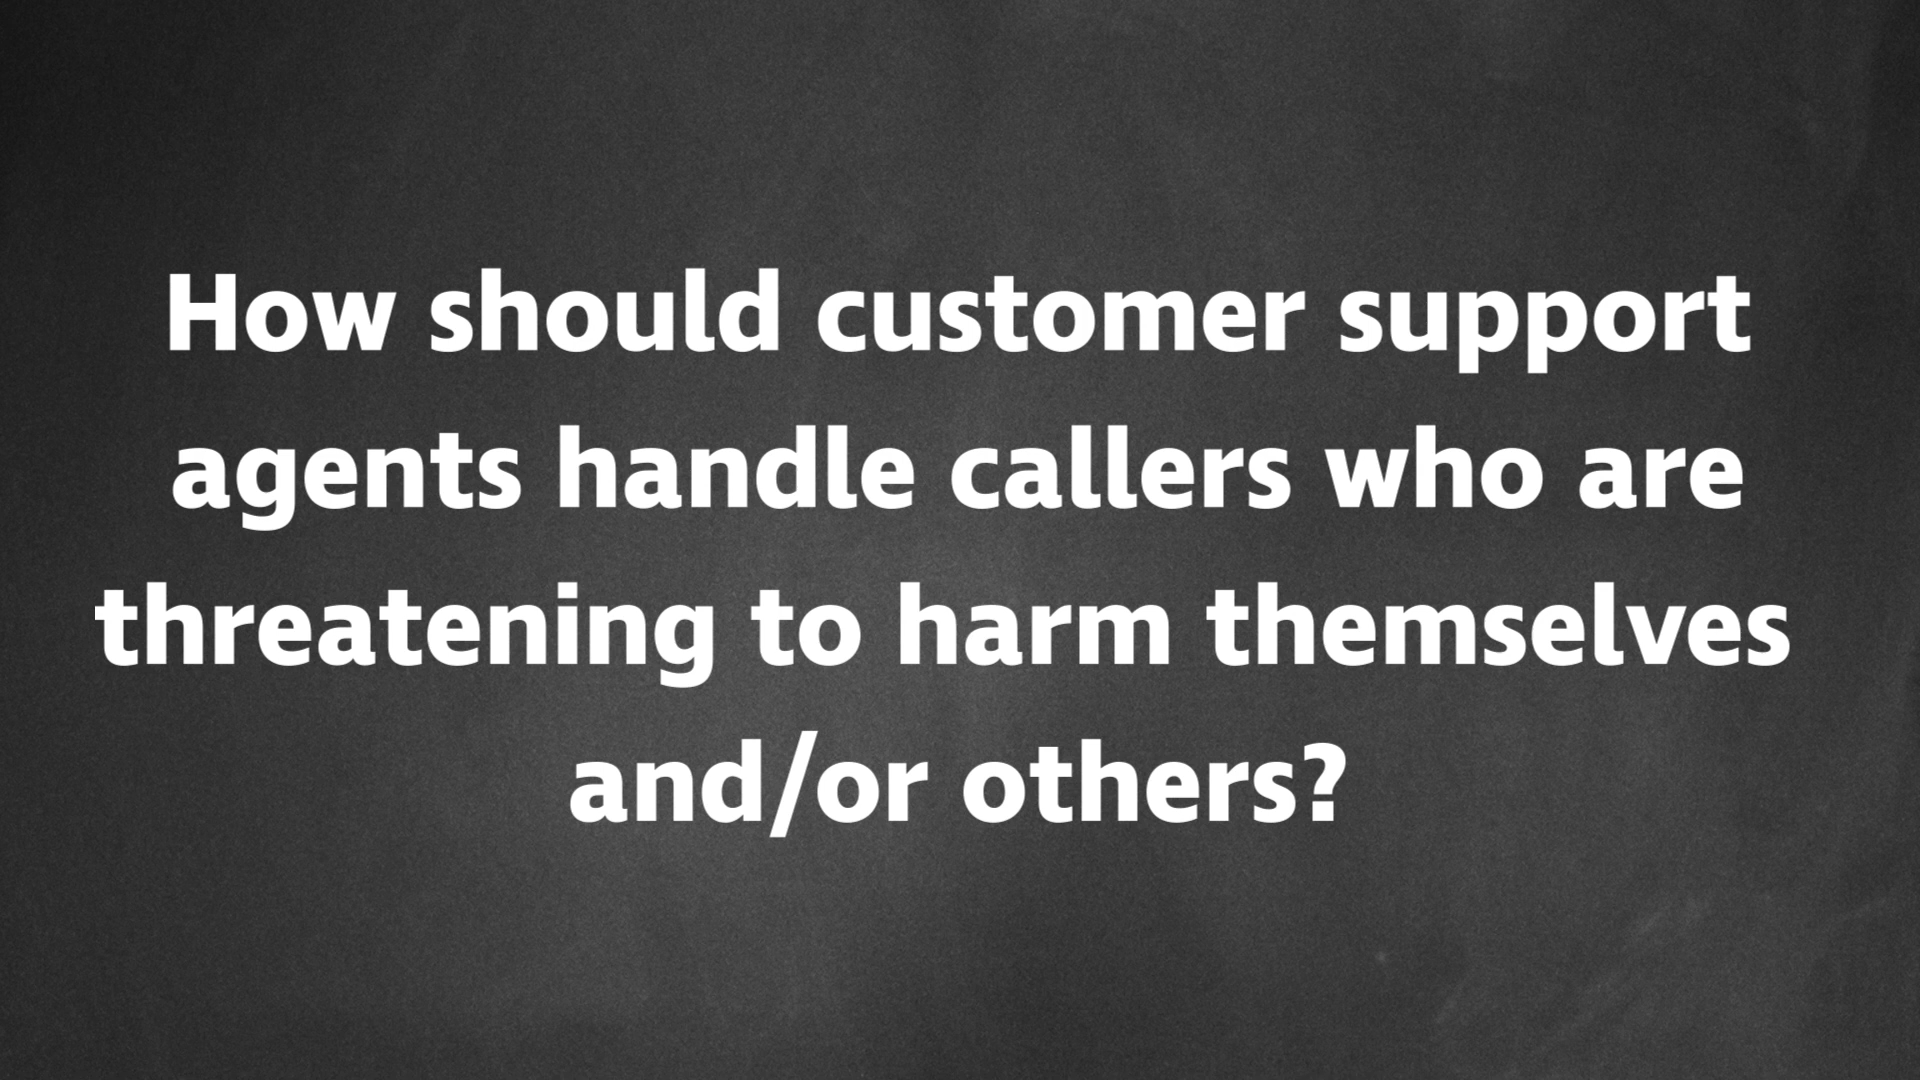 How should customer support
agents handle callers who are
threatening to harm themselves
and/or others?